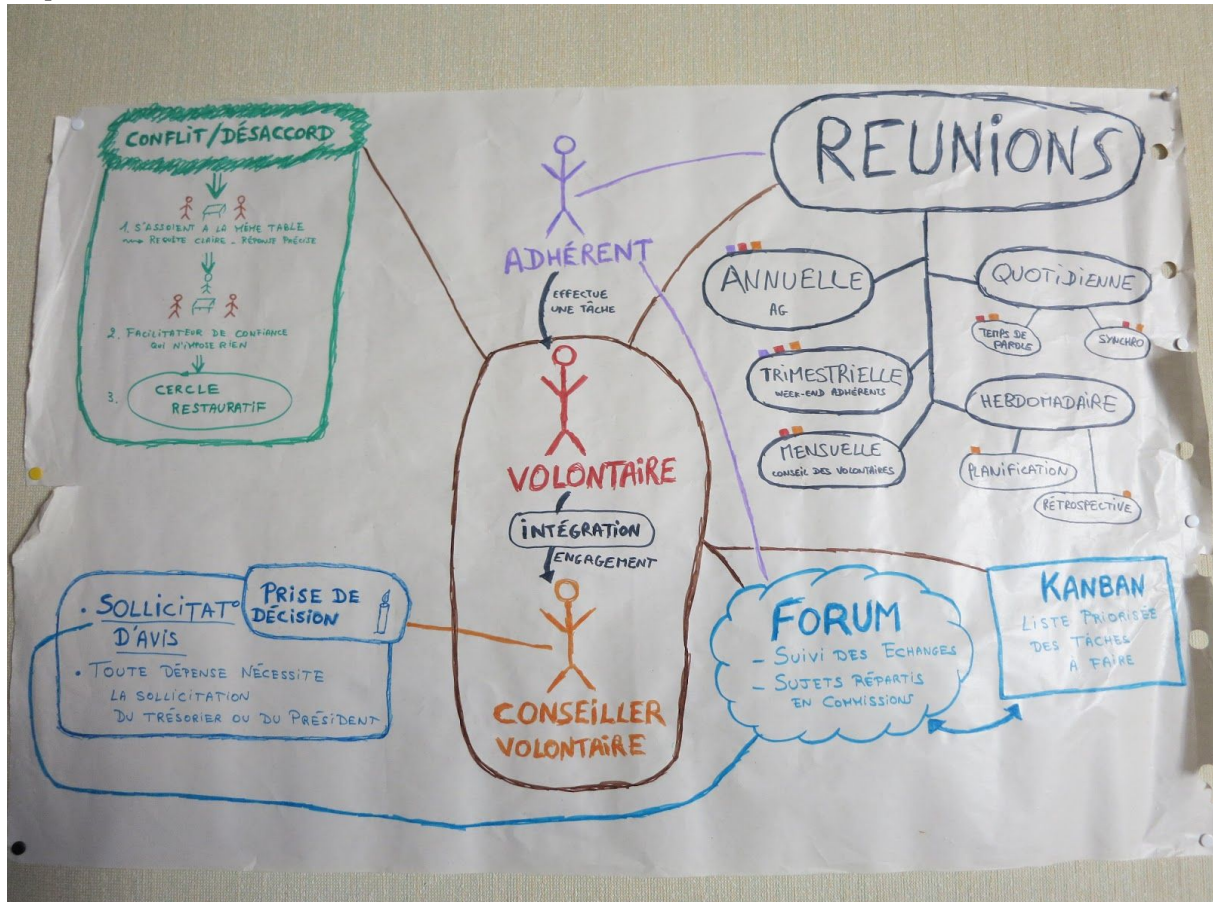 CONFLIT/DÉSACCORD
1. S'ASSOIENT A LA MÊME TABLE
REQUÊTE CLAIRE - RÉPONSE PRÉCISE
2. FACILITATEUR DE CONFIANCE
QUI N'IMPOSE RIEN
3. CERCLE
RESTAURATIF
ADHÉRENT
EFFECTUE
UNE TÂCHE
VOLONTAIRE
INTÉGRATION
ENGAGEMENT
CONSEILLER
VOLONTAIRE
REUNIONS
ANNUELLE
AG
TRIMESTRIELLE
WEEK-END ADHÉRENTS
MENSUELLE
CONSEIL DES VOLONTAIRES
QUOTIDIENNE
TEMPS DE
PAROLE
SYNCHRO
HEBDOMADAIRE
PLANIFICATION
RÉTROSPECTIVE
PRISE DE
DÉCISION
• SOLLICITAT°
D'AVIS
• TOUTE DÉPENSE NÉCESSITE
LA SOLLICITATION
DU TRÉSORIER OU DU PRÉSIDENT
FORUM
- SUIVI DES ECHANGES
- SUJETS RÉPARTIS
EN COMMISSIONS
KANBAN
LISTE PRIORISÉE
DES TÂCHES
À FAIRE